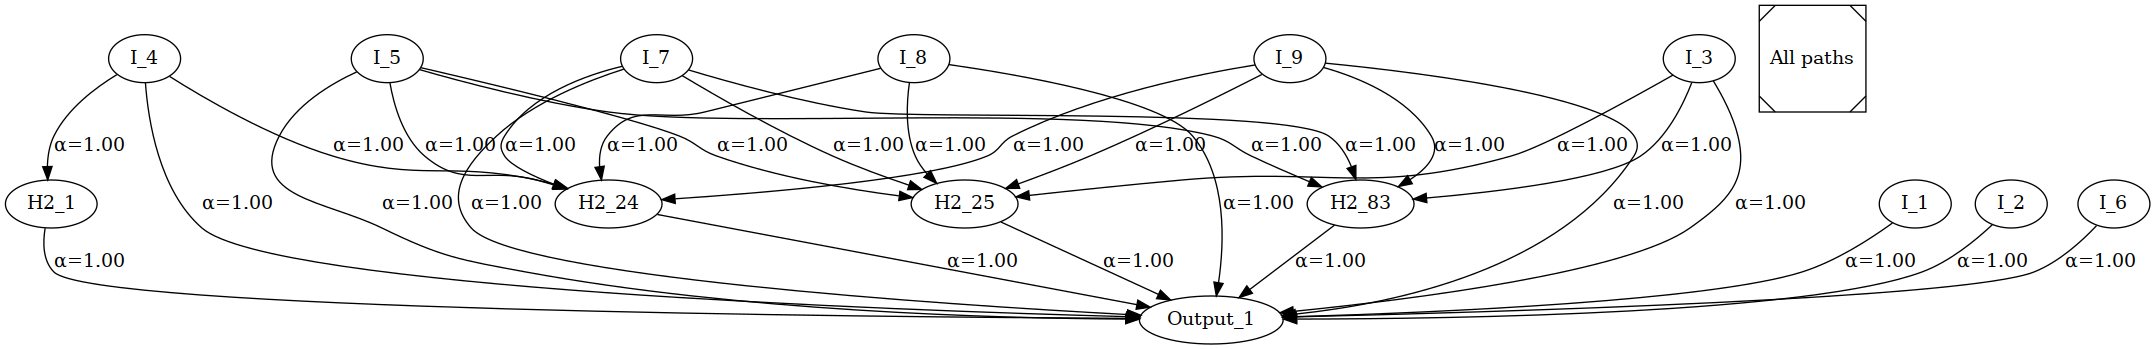 I_4 I_5 I_7 I_8 I_9 I_3 All paths
α=1.00 α=1.00 α=1.00 α=1.00 α=1.00 α=1.00 α=1.00 α=1.00 α=1.00 α=1.00 α=1.00 α=1.00 α=1.00 α=1.00
H2_1 α=1.00 α=1.00 α=1.00 H2_24 H2_25 α=1.00 H2_83 α=1.00 α=1.00 I_1 I_2 I_6
α=1.00 α=1.00 α=1.00 α=1.00 α=1.00 α=1.00 α=1.00
Output_1